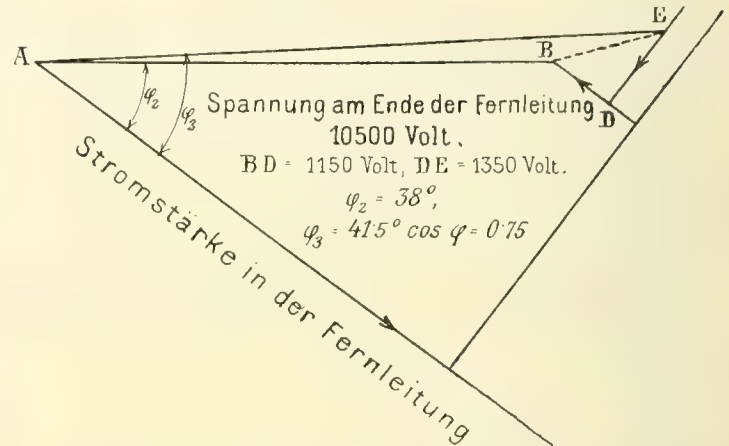 E
A
B
D
φ₂
φ₃
Spannung am Ende der Fernleitung
10500 Volt.
BD = 1150 Volt, DE = 1350 Volt.
φ₂ = 38°,
φ₃ = 41·5° cos φ = 0·75
Stromstärke in der Fernleitung